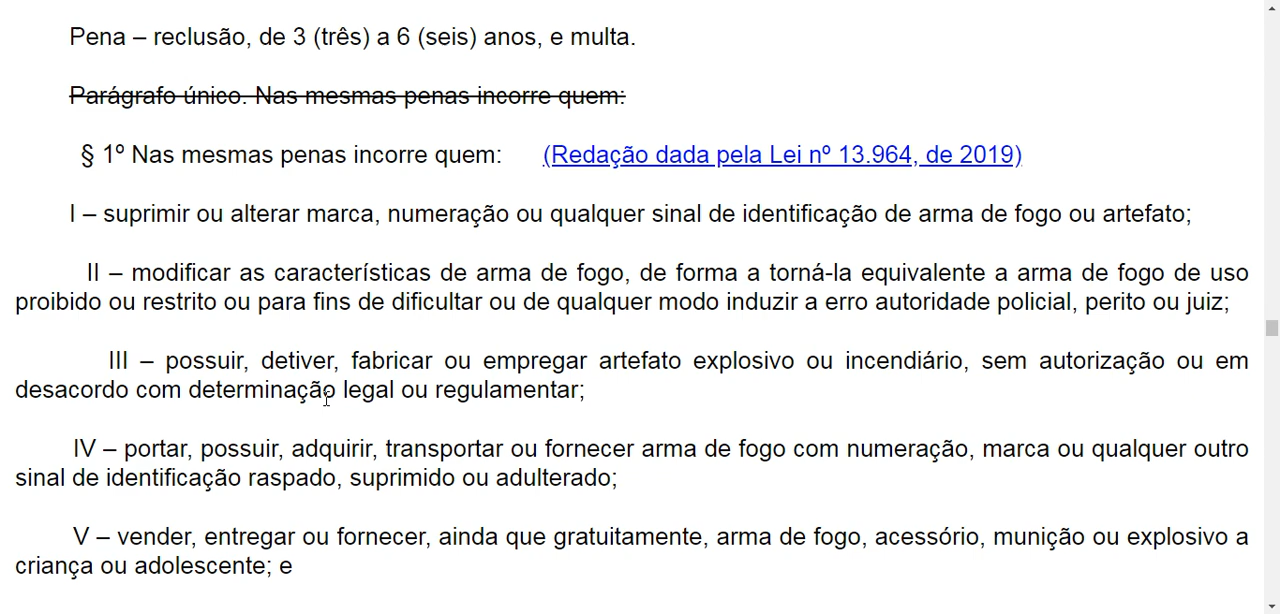 Pena – reclusão, de 3 (três) a 6 (seis) anos, e multa.
Parágrafo único. Nas mesmas penas incorre quem:
§ 1º Nas mesmas penas incorre quem: (Redação dada pela Lei nº 13.964, de 2019)
I – suprimir ou alterar marca, numeração ou qualquer sinal de identificação de arma de fogo ou artefato;
II – modificar as características de arma de fogo, de forma a torná-la equivalente a arma de fogo de uso
proibido ou restrito ou para fins de dificultar ou de qualquer modo induzir a erro autoridade policial, perito ou juiz;
III – possuir, detiver, fabricar ou empregar artefato explosivo ou incendiário, sem autorização ou em
desacordo com determinação legal ou regulamentar;
IV – portar, possuir, adquirir, transportar ou fornecer arma de fogo com numeração, marca ou qualquer outro
sinal de identificação raspado, suprimido ou adulterado;
V – vender, entregar ou fornecer, ainda que gratuitamente, arma de fogo, acessório, munição ou explosivo a
criança ou adolescente; e